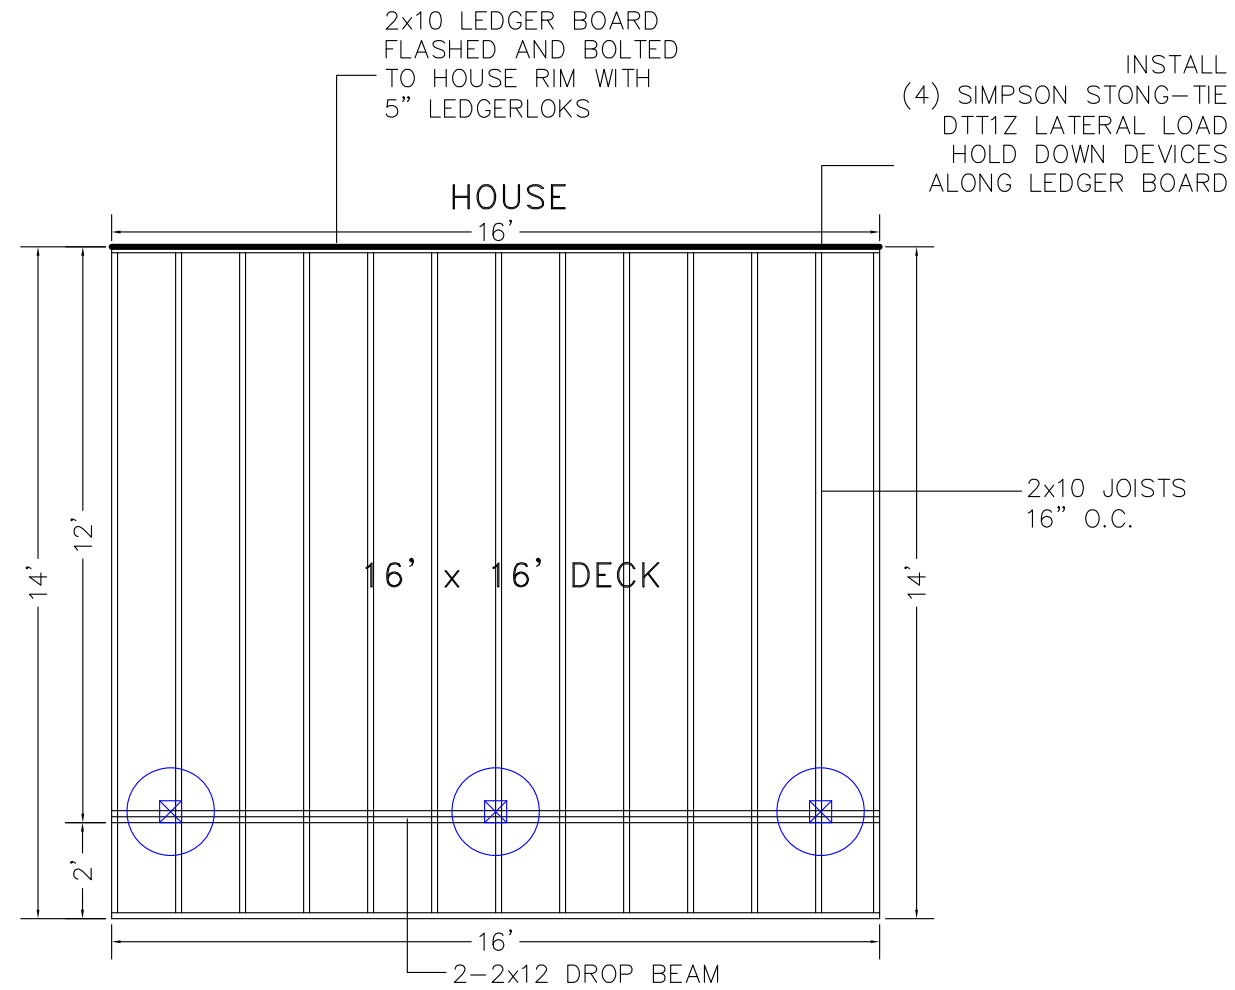 2x10 LEDGER BOARD
FLASHED AND BOLTED
TO HOUSE RIM WITH
5” LEDGERLOKS
INSTALL
(4) SIMPSON STONG-TIE
DTT1Z LATERAL LOAD
HOLD DOWN DEVICES
ALONG LEDGER BOARD
HOUSE
16’
2x10 JOISTS
16” O.C.
12’
14’
14’
16’ x 16’ DECK
2’
16’
2-2x12 DROP BEAM